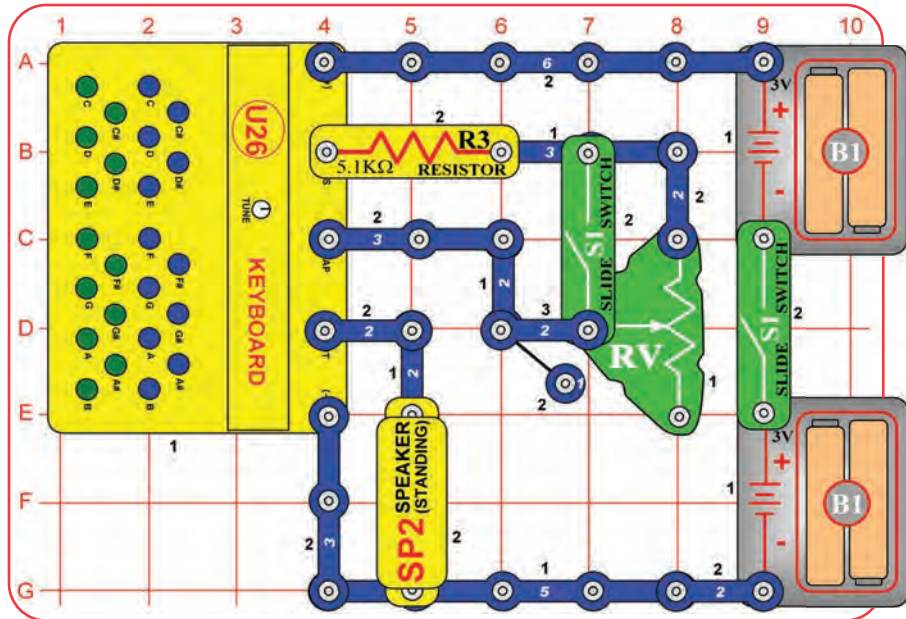 1 2 3 4 5 6 7 8 9 10
A
B
C
D
E
F
G
C
C#
D
D#
E
F
F#
G
G#
A
A#
B
C
C#
D
D#
E
F
F#
G
G#
A
A#
B
U26
TUNE
KEYBOARD
1
6
2
2
R3
5.1KΩ
RESISTOR
1
3
2
2
S1
SLIDE SWITCH
2
2
3
AP
1
2
3
2
2
2
T
1
2
1
2
RV
1
SP2 SPEAKER
(STANDING)
2
2
3
1
5
2
2
3V
+
1
-
B1
S1
SLIDE SWITCH
2
3V
+
1
-
B1